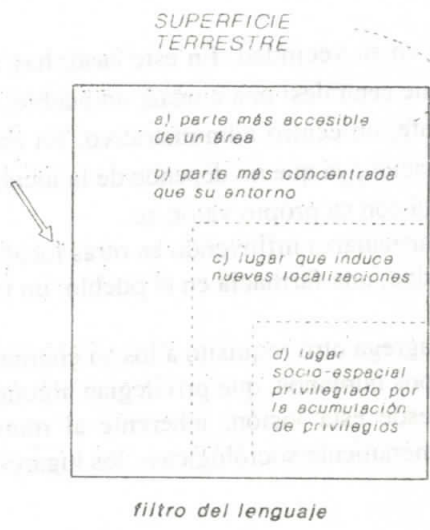 SUPERFICIE
TERRESTRE
a) parte más accesible
de un área
b) parte más concentrada
que su entorno
c) lugar que induce
nuevas localizaciones
d) lugar
socio-espacial
privilegiado por
la acumulación
de privilegios
filtro del lenguaje